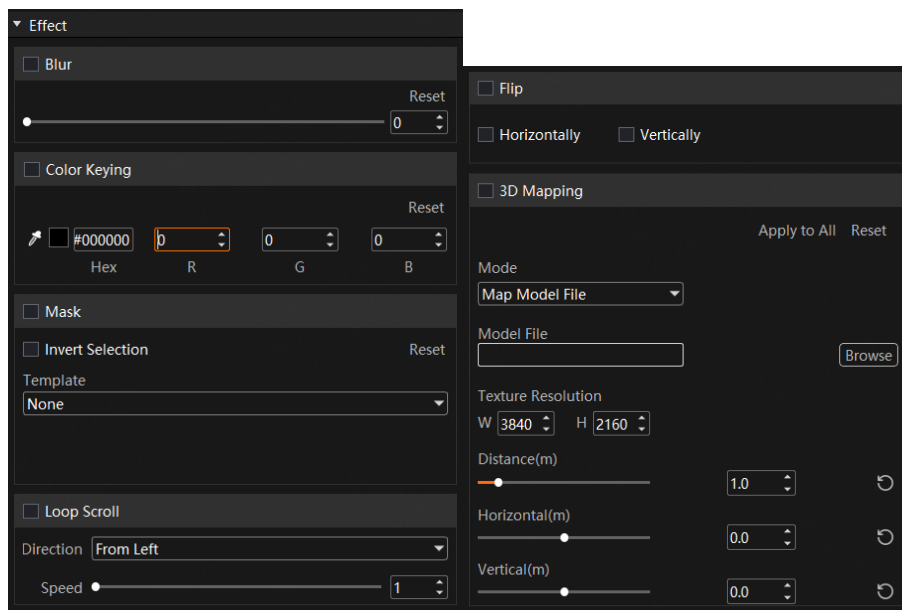 Effect
Blur
Reset
0
Color Keying
Reset
#000000 0 0 0
Hex R G B
Mask
Invert Selection Reset
Template
None
Loop Scroll
Direction From Left
Speed 1
Flip
Horizontally Vertically
3D Mapping
Apply to All Reset
Mode
Map Model File
Model File
Browse
Texture Resolution
W 3840 H 2160
Distance(m)
1.0
Horizontal(m)
0.0
Vertical(m)
0.0